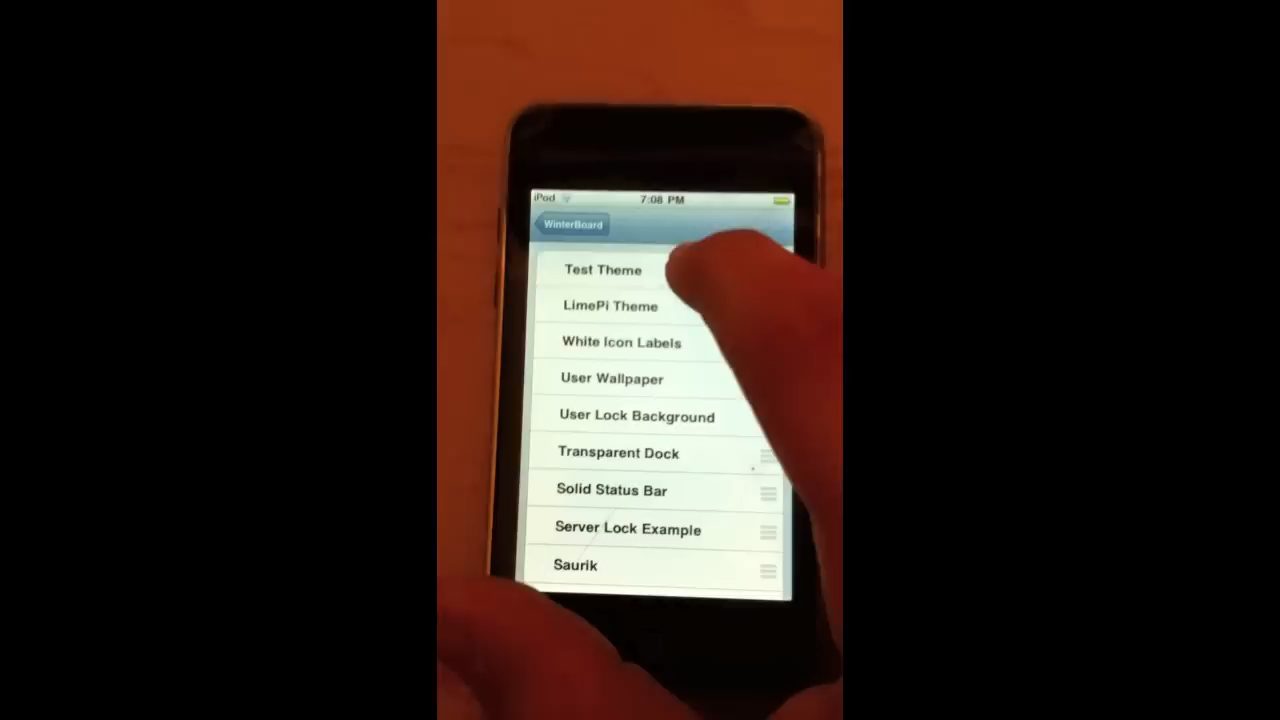 iPod 7:08 PM
WinterBoard
Test Theme
LimePi Theme
White Icon Labels
User Wallpaper
User Lock Background
Transparent Dock
Solid Status Bar
Server Lock Example
Saurik